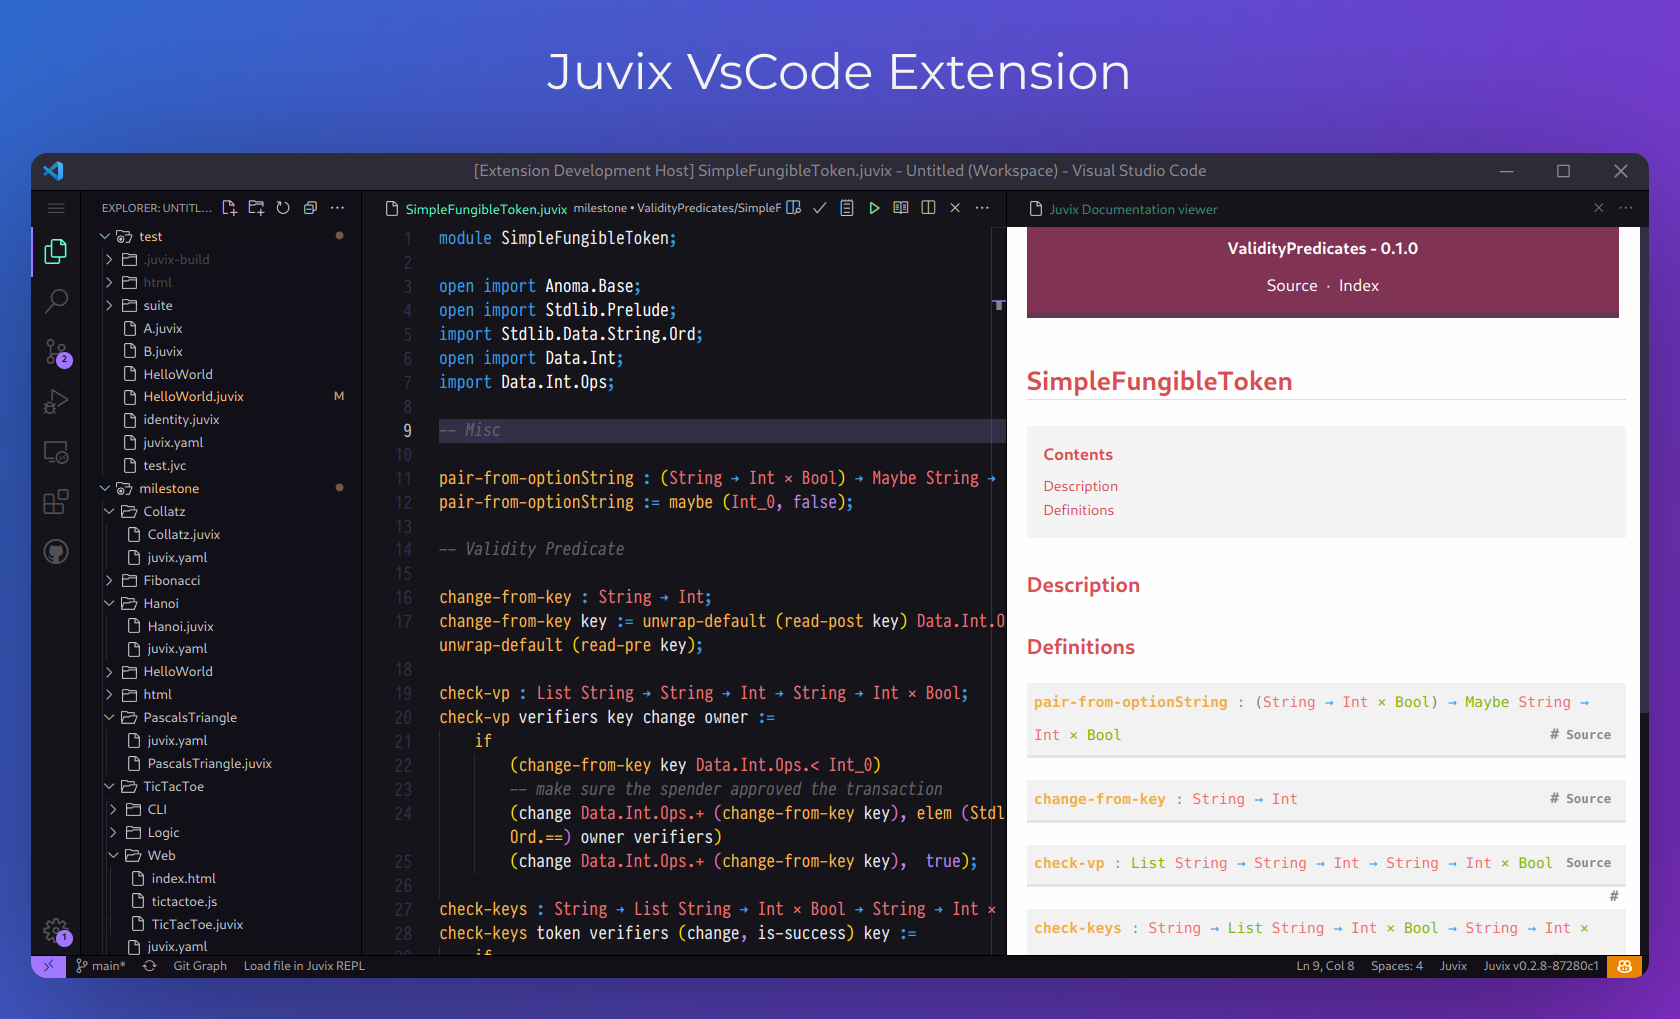 Juvix VsCode Extension
[Extension Development Host] SimpleFungibleToken.juvix - Untitled (Workspace) - Visual Studio Code
EXPLORER: UNTITL...
test
.juvix-build
html
suite
A.juvix
B.juvix
HelloWorld
HelloWorld.juvix M
identity.juvix
juvix.yaml
test.jvc
milestone
Collatz
Collatz.juvix
juvix.yaml
Fibonacci
Hanoi
Hanoi.juvix
juvix.yaml
HelloWorld
html
PascalsTriangle
juvix.yaml
PascalsTriangle.juvix
TicTacToe
CLI
Logic
Web
index.html
tictactoe.js
TicTacToe.juvix
juvix.yaml
2
1
SimpleFungibleToken.juvix milestone • ValidityPredicates/SimpleF
1 module SimpleFungibleToken;
2
3 open import Anoma.Base;
4 open import Stdlib.Prelude;
5 import Stdlib.Data.String.Ord;
6 open import Data.Int;
7 import Data.Int.Ops;
8
9 -- Misc
10
11 pair-from-optionString : (String → Int × Bool) → Maybe String →
12 pair-from-optionString := maybe (Int_0, false);
13
14 -- Validity Predicate
15
16 change-from-key : String → Int;
17 change-from-key key := unwrap-default (read-post key) Data.Int.O
unwrap-default (read-pre key);
18
19 check-vp : List String → String → Int → String → Int × Bool;
20 check-vp verifiers key change owner :=
21 if
22 (change-from-key key Data.Int.Ops.< Int_0)
23 -- make sure the spender approved the transaction
24 (change Data.Int.Ops.+ (change-from-key key), elem (Stdl
Ord.==) owner verifiers)
25 (change Data.Int.Ops.+ (change-from-key key), true);
26
27 check-keys : String → List String → Int × Bool → String → Int ×
28 check-keys token verifiers (change, is-success) key :=
29 if
Juvix Documentation viewer
ValidityPredicates - 0.1.0
Source · Index
SimpleFungibleToken
Contents
Description
Definitions
Description
Definitions
pair-from-optionString : (String → Int × Bool) → Maybe String →
Int × Bool # Source
change-from-key : String → Int # Source
check-vp : List String → String → Int → String → Int × Bool Source
#
check-keys : String → List String → Int × Bool → String → Int ×
main* Git Graph Load file in Juvix REPL Ln 9, Col 8 Spaces: 4 Juvix Juvix v0.2.8-87280c1